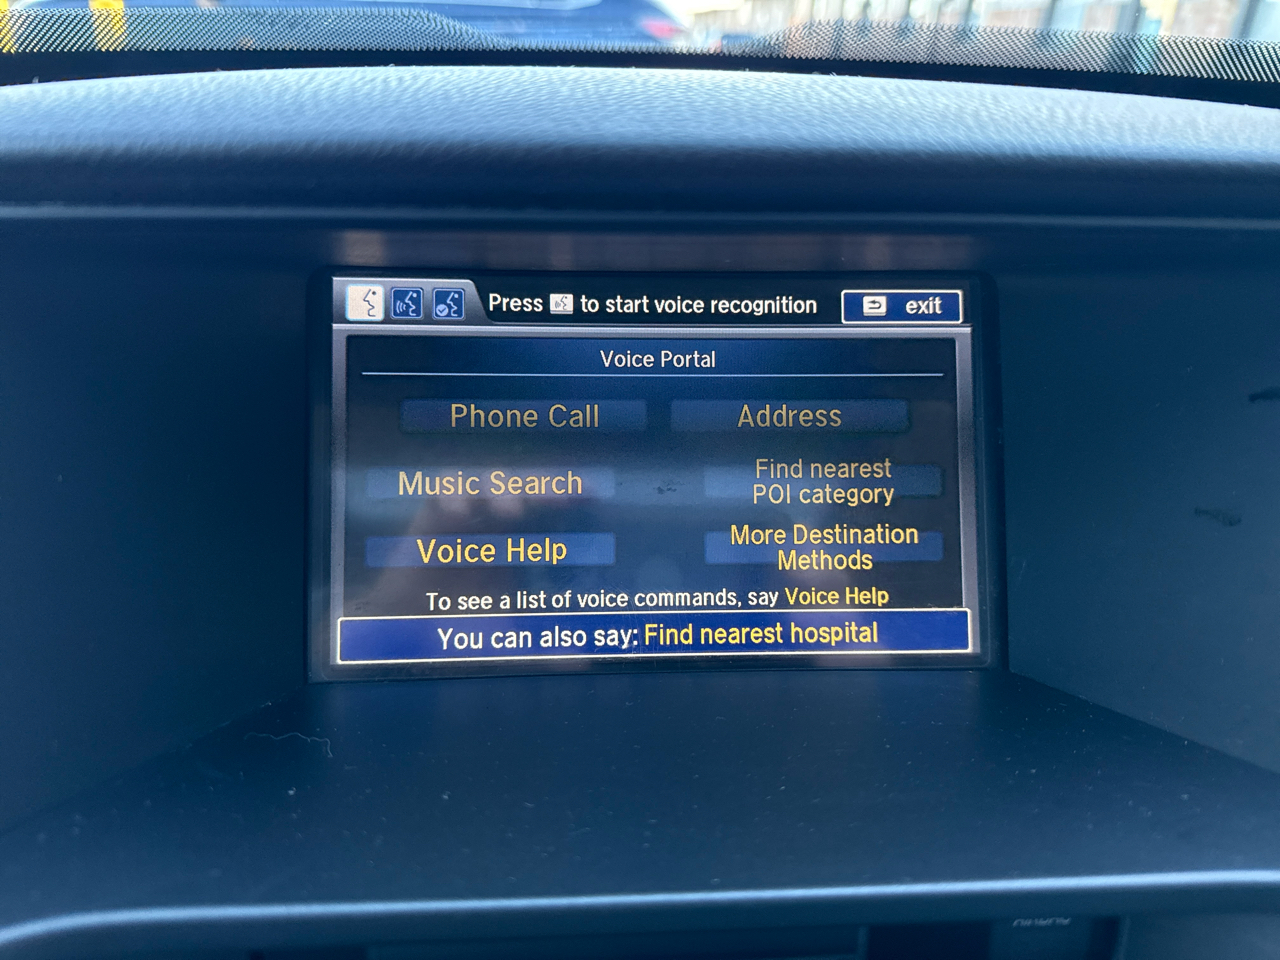 Press to start voice recognition
exit
Voice Portal
Phone Call
Address
Music Search
Find nearest
POI category
Voice Help
More Destination
Methods
To see a list of voice commands, say Voice Help
You can also say: Find nearest hospital